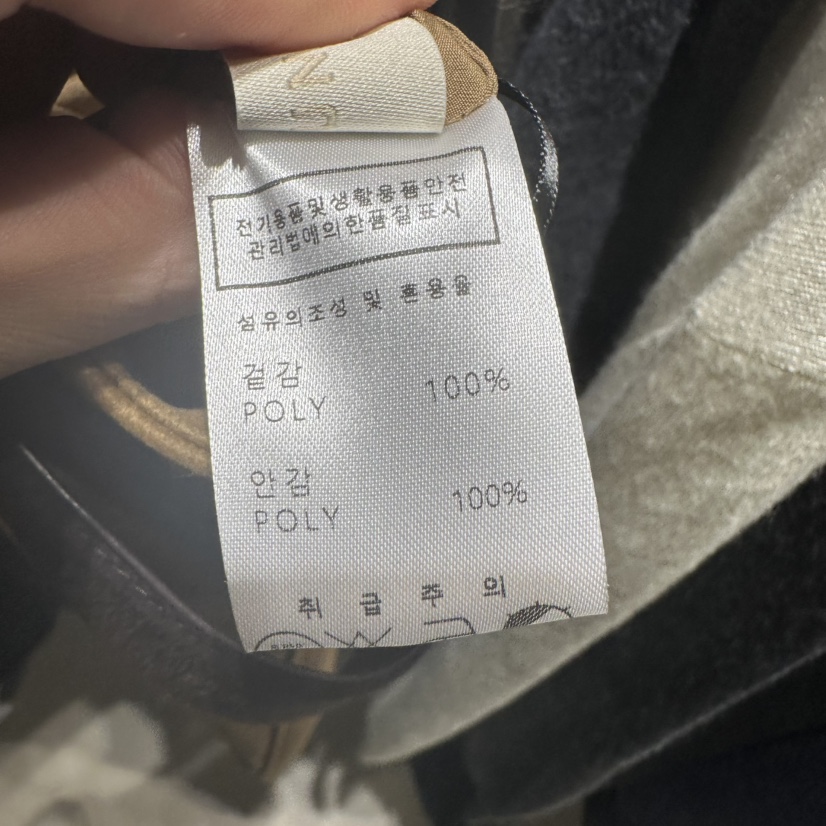 전기용품및생활용품안전
관리법에의한품질표시
섬유의조성 및 혼용율
겉감 100%
POLY
안감 100%
POLY
취 급 주 의